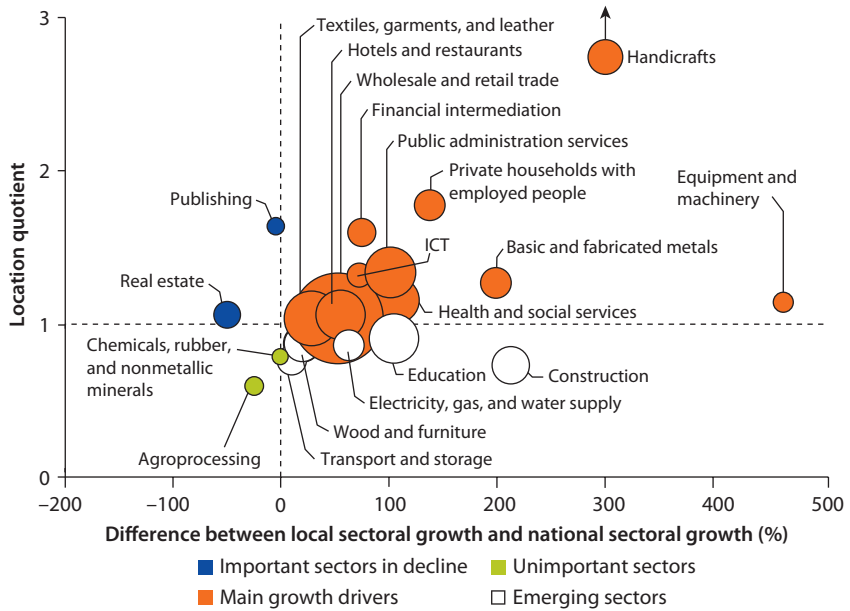 3
Textiles, garments, and leather
Hotels and restaurants
Wholesale and retail trade
Handicrafts
Financial intermediation
Public administration services
2
Private households with
employed people
Equipment and
machinery
Publishing
ICT
Basic and fabricated metals
Real estate
Health and social services
1
Chemicals, rubber,
and nonmetallic
minerals
Education
Construction
Electricity, gas, and water supply
Wood and furniture
Agroprocessing
Transport and storage
0
Location quotient
−200
−100
0
100
200
300
400
500
Difference between local sectoral growth and national sectoral growth (%)
Important sectors in decline
Unimportant sectors
Main growth drivers
Emerging sectors